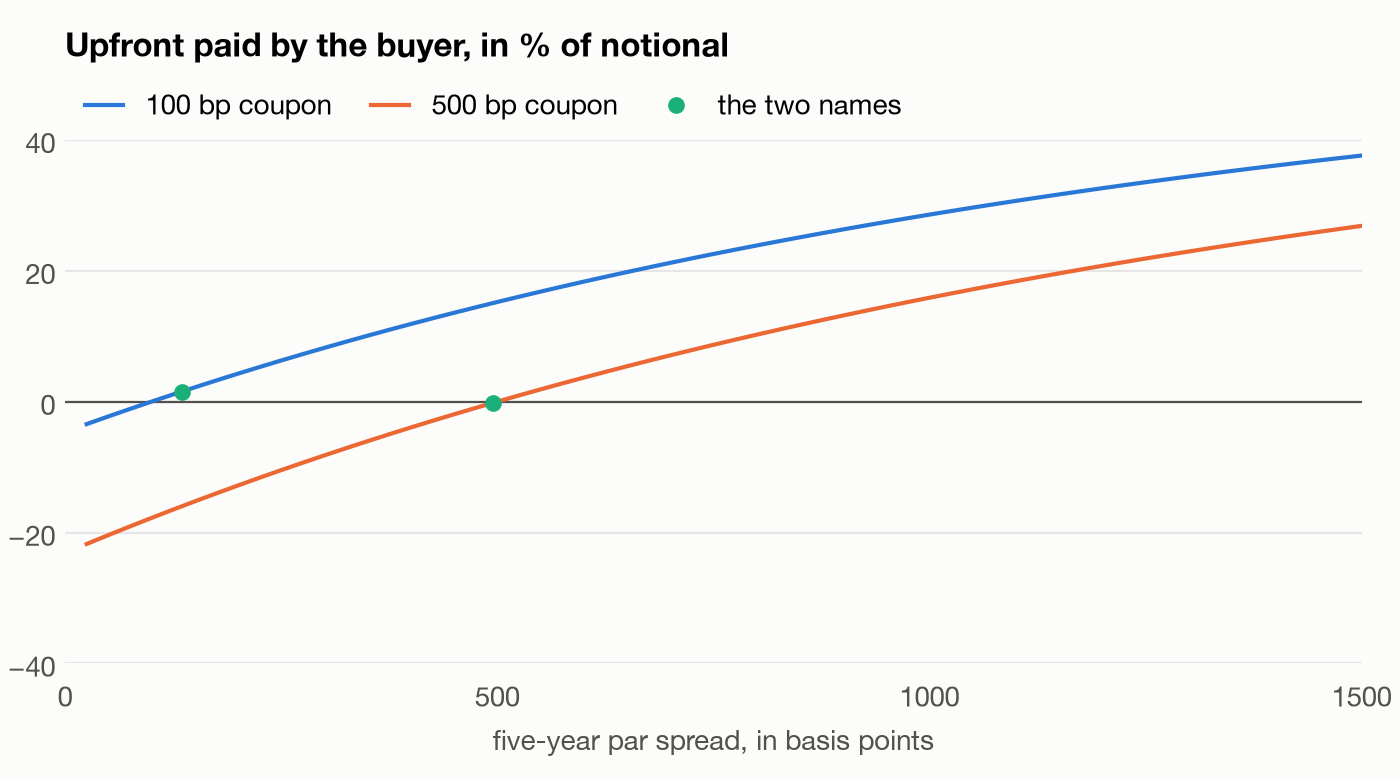 Upfront paid by the buyer, in % of notional
100 bp coupon 500 bp coupon the two names
40
20
0
−20
−40
0 500 1000 1500
five-year par spread, in basis points